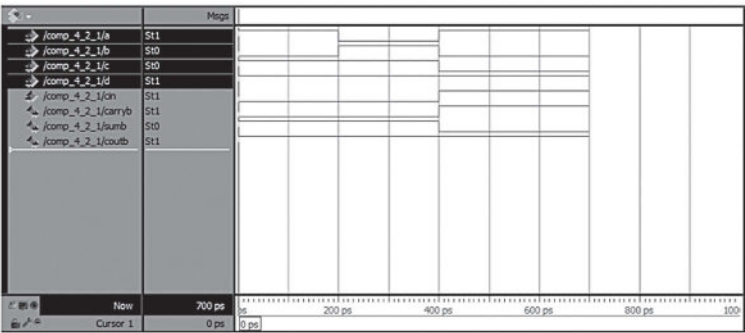 Msgs
/comp_4_2_1/a St1
/comp_4_2_1/b St0
/comp_4_2_1/c St0
/comp_4_2_1/d St1
/comp_4_2_1/cin St1
/comp_4_2_1/carryb St1
/comp_4_2_1/sumb St0
/comp_4_2_1/coutb St1
Now 700 ps ps 200 ps 400 ps 600 ps 800 ps 100
Cursor 1 0 ps 0 ps